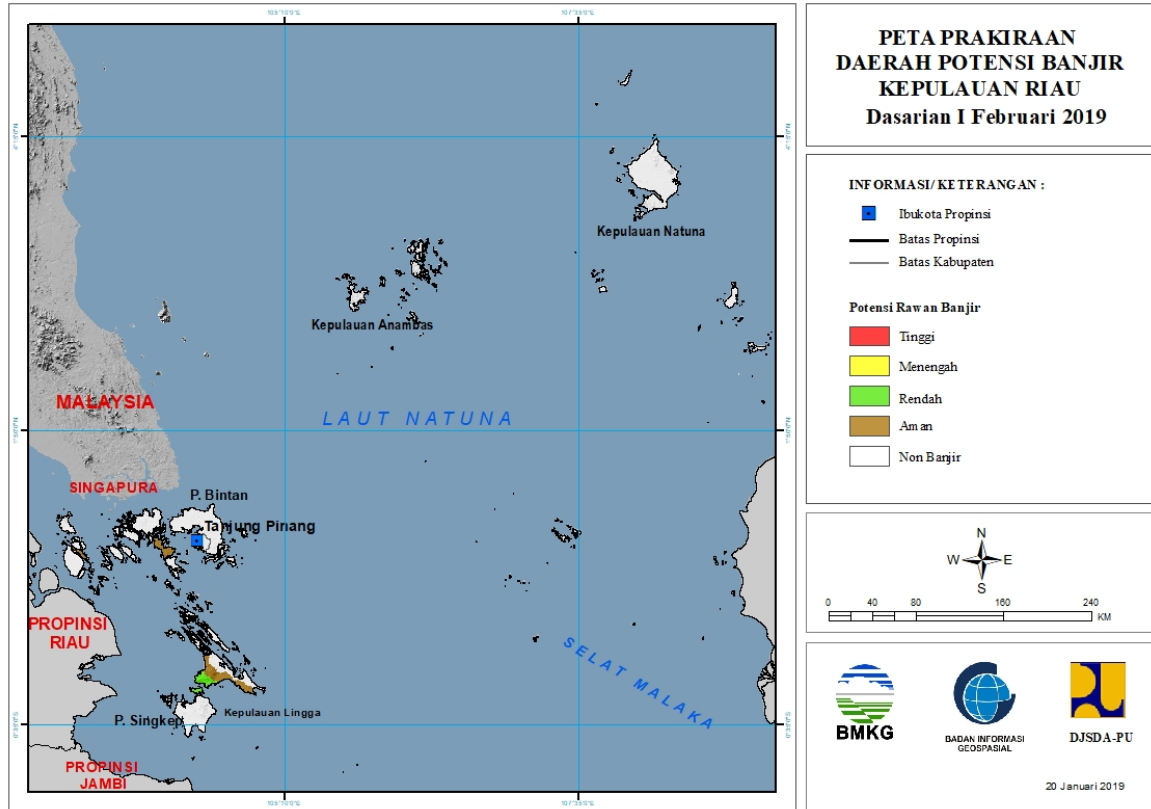 PETA PRAKIRAAN
DAERAH POTENSI BANJIR
KEPULAUAN RIAU
Dasarian I Februari 2019
INFORMASI/KETERANGAN :
Ibukota Propinsi
Batas Propinsi
Batas Kabupaten
Potensi Rawan Banjir
Tinggi
Menengah
Rendah
Aman
Non Banjir
N
W E
S
0 40 80 160 240
KM
BMKG
BADAN INFORMASI
GEOSPASIAL
DJSDA-PU
20 Januari 2019
Kepulauan Natuna
Kepulauan Anambas
MALAYSIA
LAUT NATUNA
SINGAPURA
P. Bintan
Tanjung Pinang
PROPINSI
RIAU
SELAT MALAKA
P. Singkep
Kepulauan Lingga
PROPINSI
JAMBI